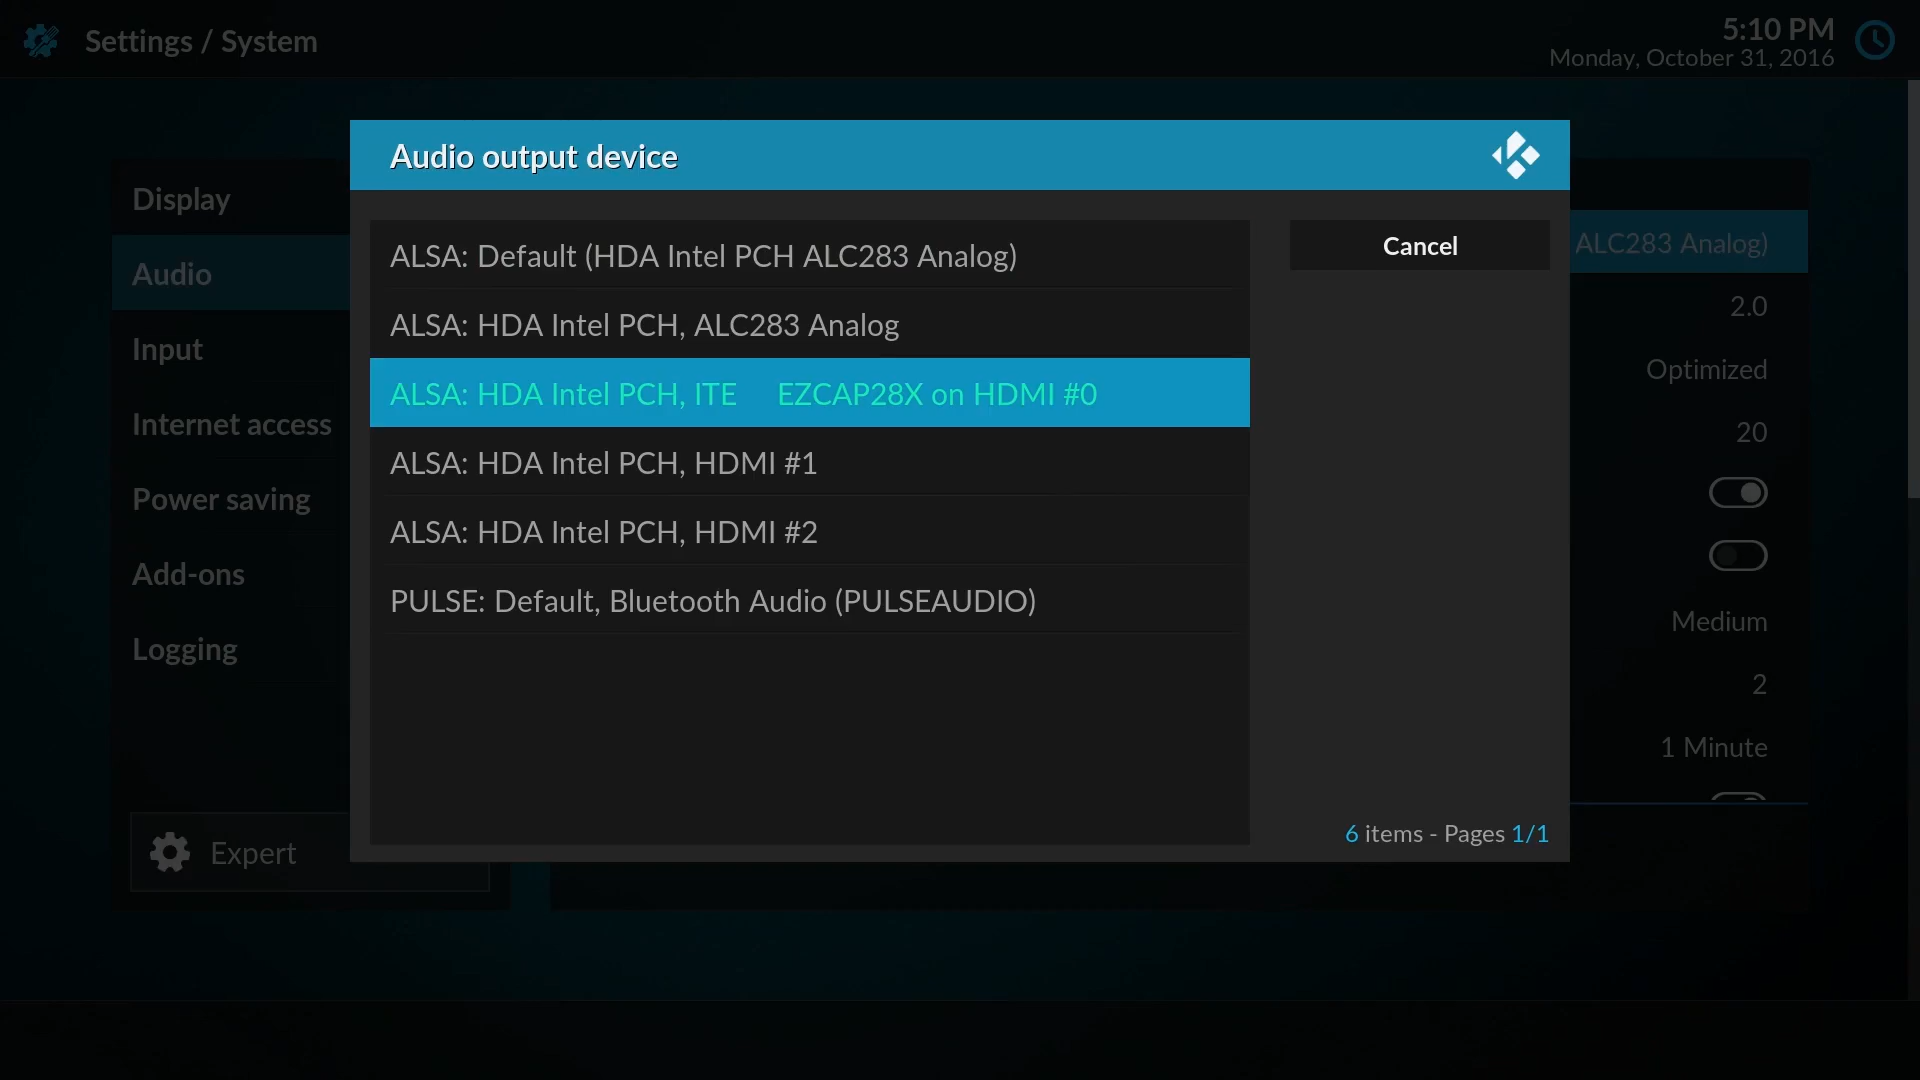 Settings / System
5:10 PM
Monday, October 31, 2016
Audio output device
Display
Audio
Input
Internet access
Power saving
Add-ons
Logging
Expert
ALSA: Default (HDA Intel PCH ALC283 Analog)
ALSA: HDA Intel PCH, ALC283 Analog
ALSA: HDA Intel PCH, ITE     EZCAP28X on HDMI #0
ALSA: HDA Intel PCH, HDMI #1
ALSA: HDA Intel PCH, HDMI #2
PULSE: Default, Bluetooth Audio (PULSEAUDIO)
Cancel
6 items - Pages 1/1
ALC283 Analog)
2.0
Optimized
20
Medium
2
1 Minute